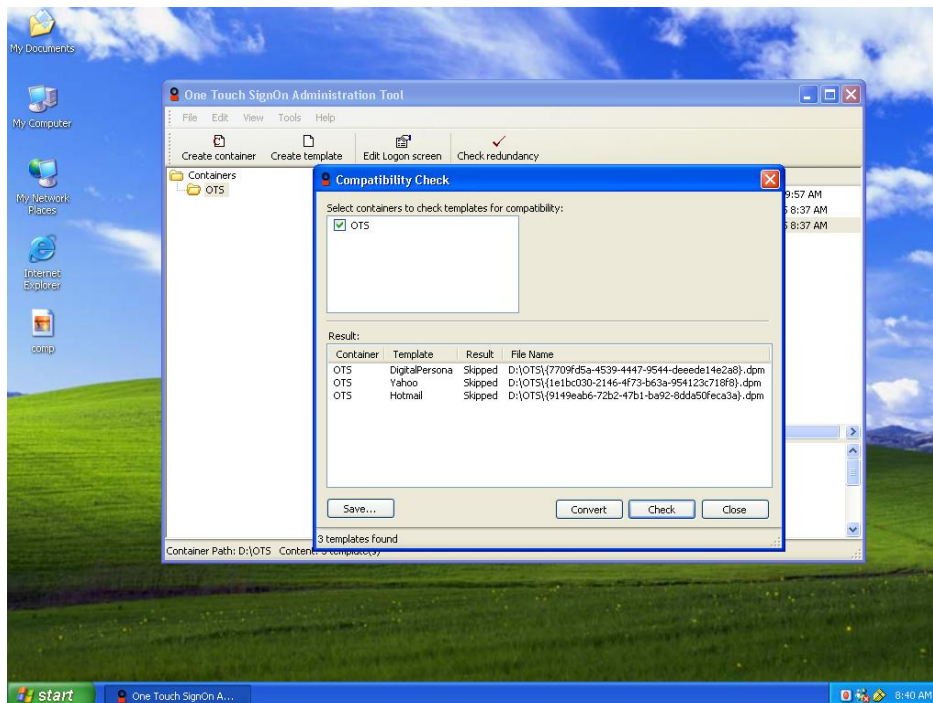 My Documents
My Computer
My Network
Places
Internet
Explorer
comp
One Touch SignOn Administration Tool
File Edit View Tools Help
Create container Create template Edit Logon screen Check redundancy
Containers
OTS
9:57 AM
8:37 AM
8:37 AM
Compatibility Check
Select containers to check templates for compatibility:
OTS
Result:
Container Template Result File Name
OTS DigitalPersona Skipped D:\OTS\{7709fd5a-4539-4447-9544-deeede14e2a8}.dpm
OTS Yahoo Skipped D:\OTS\{1e1bc030-2146-4f73-b63a-954123c718f8}.dpm
OTS Hotmail Skipped D:\OTS\{9149eab6-72b2-47b1-ba92-8dda50feca3a}.dpm
Save... Convert Check Close
3 templates found
Container Path: D:\OTS Content: 3 template(s)
start One Touch SignOn A... 8:40 AM